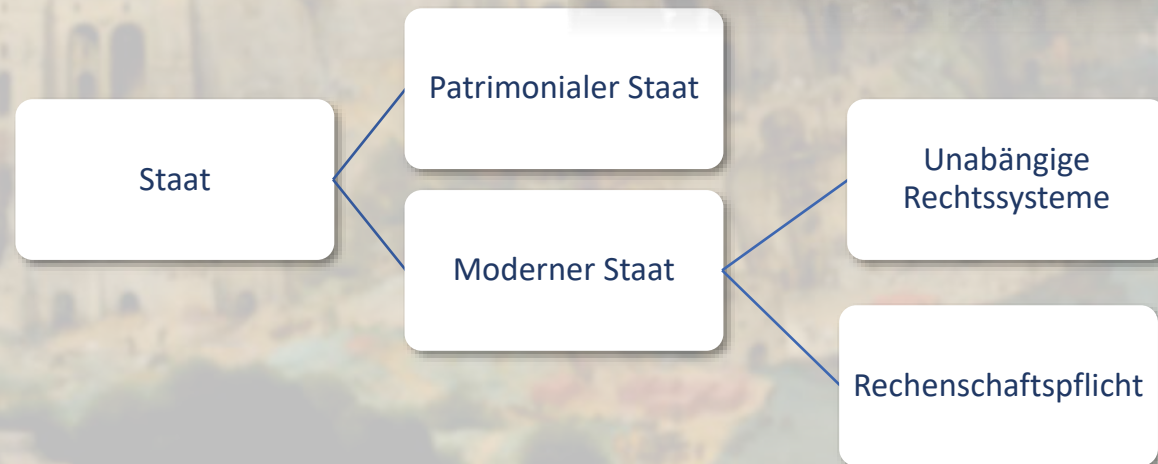 Staat
Patrimonialer Staat
Moderner Staat
Unabängige
Rechtssysteme
Rechenschaftspflicht